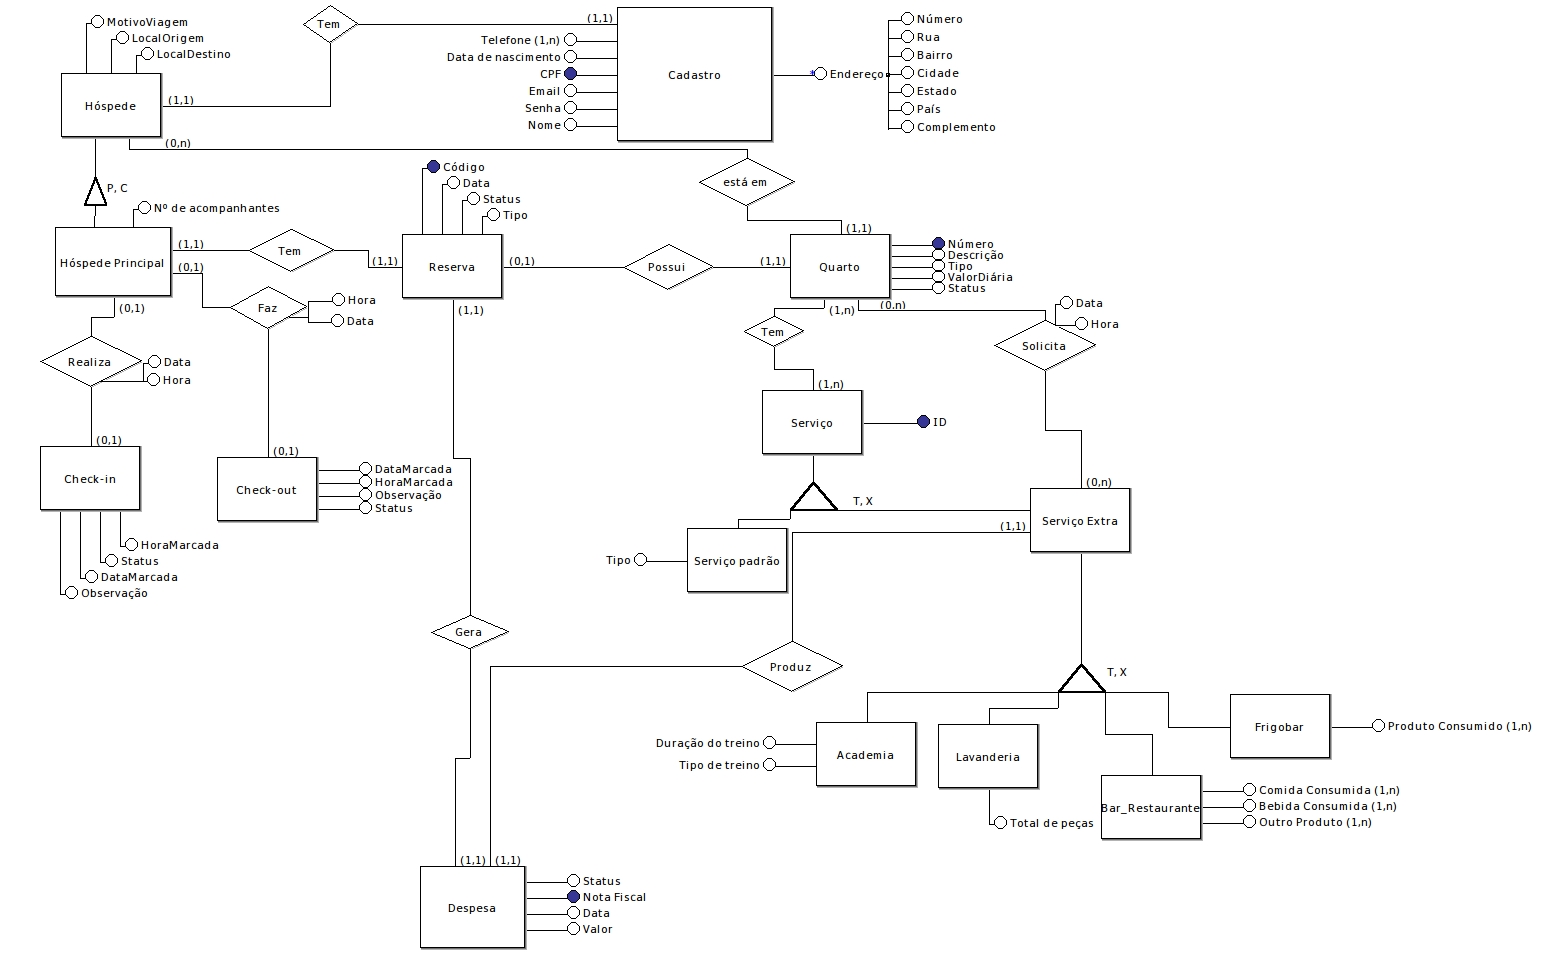 MotivoViagem
LocalOrigem
LocalDestino
Hóspede
(1,1)
Tem
(1,1)
Telefone (1,n)
Data de nascimento
CPF
Email
Senha
Nome
Cadastro
*
Endereço
Número
Rua
Bairro
Cidade
Estado
País
Complemento
(0,n)
está em
(1,1)
P, C
Nº de acompanhantes
Hóspede Principal
(1,1)
(0,1)
(0,1)
Tem
(1,1)
Código
Data
Status
Tipo
Reserva
(0,1)
(1,1)
Possui
(1,1)
Quarto
Número
Descrição
Tipo
ValorDiária
Status
(1,n)
(0,n)
Faz
Hora
Data
Realiza
Data
Hora
Tem
(1,n)
Solicita
Data
Hora
(0,1)
Check-in
HoraMarcada
Status
DataMarcada
Observação
(0,1)
Check-out
DataMarcada
HoraMarcada
Observação
Status
Serviço
ID
T, X
(0,n)
Serviço Extra
(1,1)
Serviço padrão
Tipo
Gera
Produz
T, X
Academia
Duração do treino
Tipo de treino
Lavanderia
Total de peças
Bar_Restaurante
Comida Consumida (1,n)
Bebida Consumida (1,n)
Outro Produto (1,n)
Frigobar
Produto Consumido (1,n)
(1,1)
(1,1)
Despesa
Status
Nota Fiscal
Data
Valor